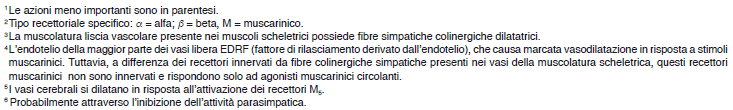 ¹Le azioni meno importanti sono in parentesi.
²Tipo recettoriale specifico: α = alfa; β = beta, M = muscarinico.
³La muscolatura liscia vascolare presente nei muscoli scheletrici possiede fibre simpatiche colinergiche dilatatrici.
⁴L'endotelio della maggior parte dei vasi libera EDRF (fattore di rilasciamento derivato dall'endotelio), che causa marcata vasodilatazione in risposta a stimoli
muscarinici. Tuttavia, a differenza dei recettori innervati da fibre colinergiche simpatiche presenti nei vasi della muscolatura scheletrica, questi recettori
muscarinici non sono innervati e rispondono solo ad agonisti muscarinici circolanti.
⁵I vasi cerebrali si dilatano in risposta all'attivazione dei recettori M₅.
⁶Probabilmente attraverso l'inibizione dell'attività parasimpatica.